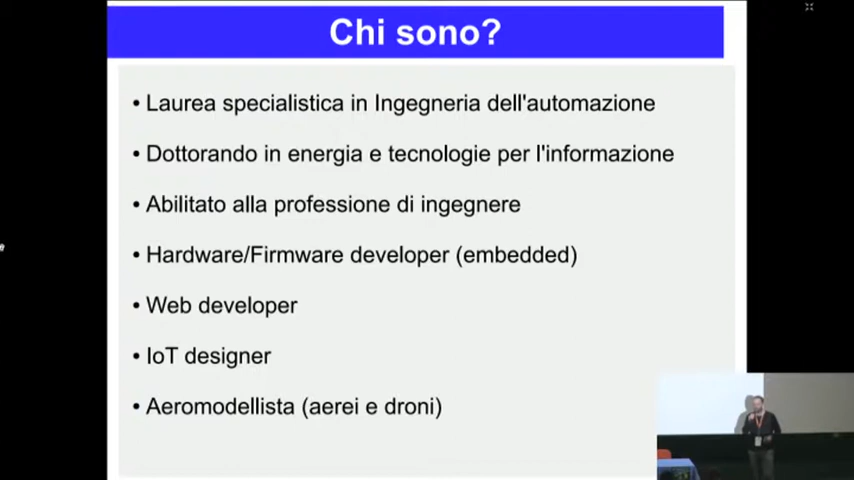 Chi sono?
• Laurea specialistica in Ingegneria dell'automazione
• Dottorando in energia e tecnologie per l'informazione
• Abilitato alla professione di ingegnere
• Hardware/Firmware developer (embedded)
• Web developer
• IoT designer
• Aeromodellista (aerei e droni)